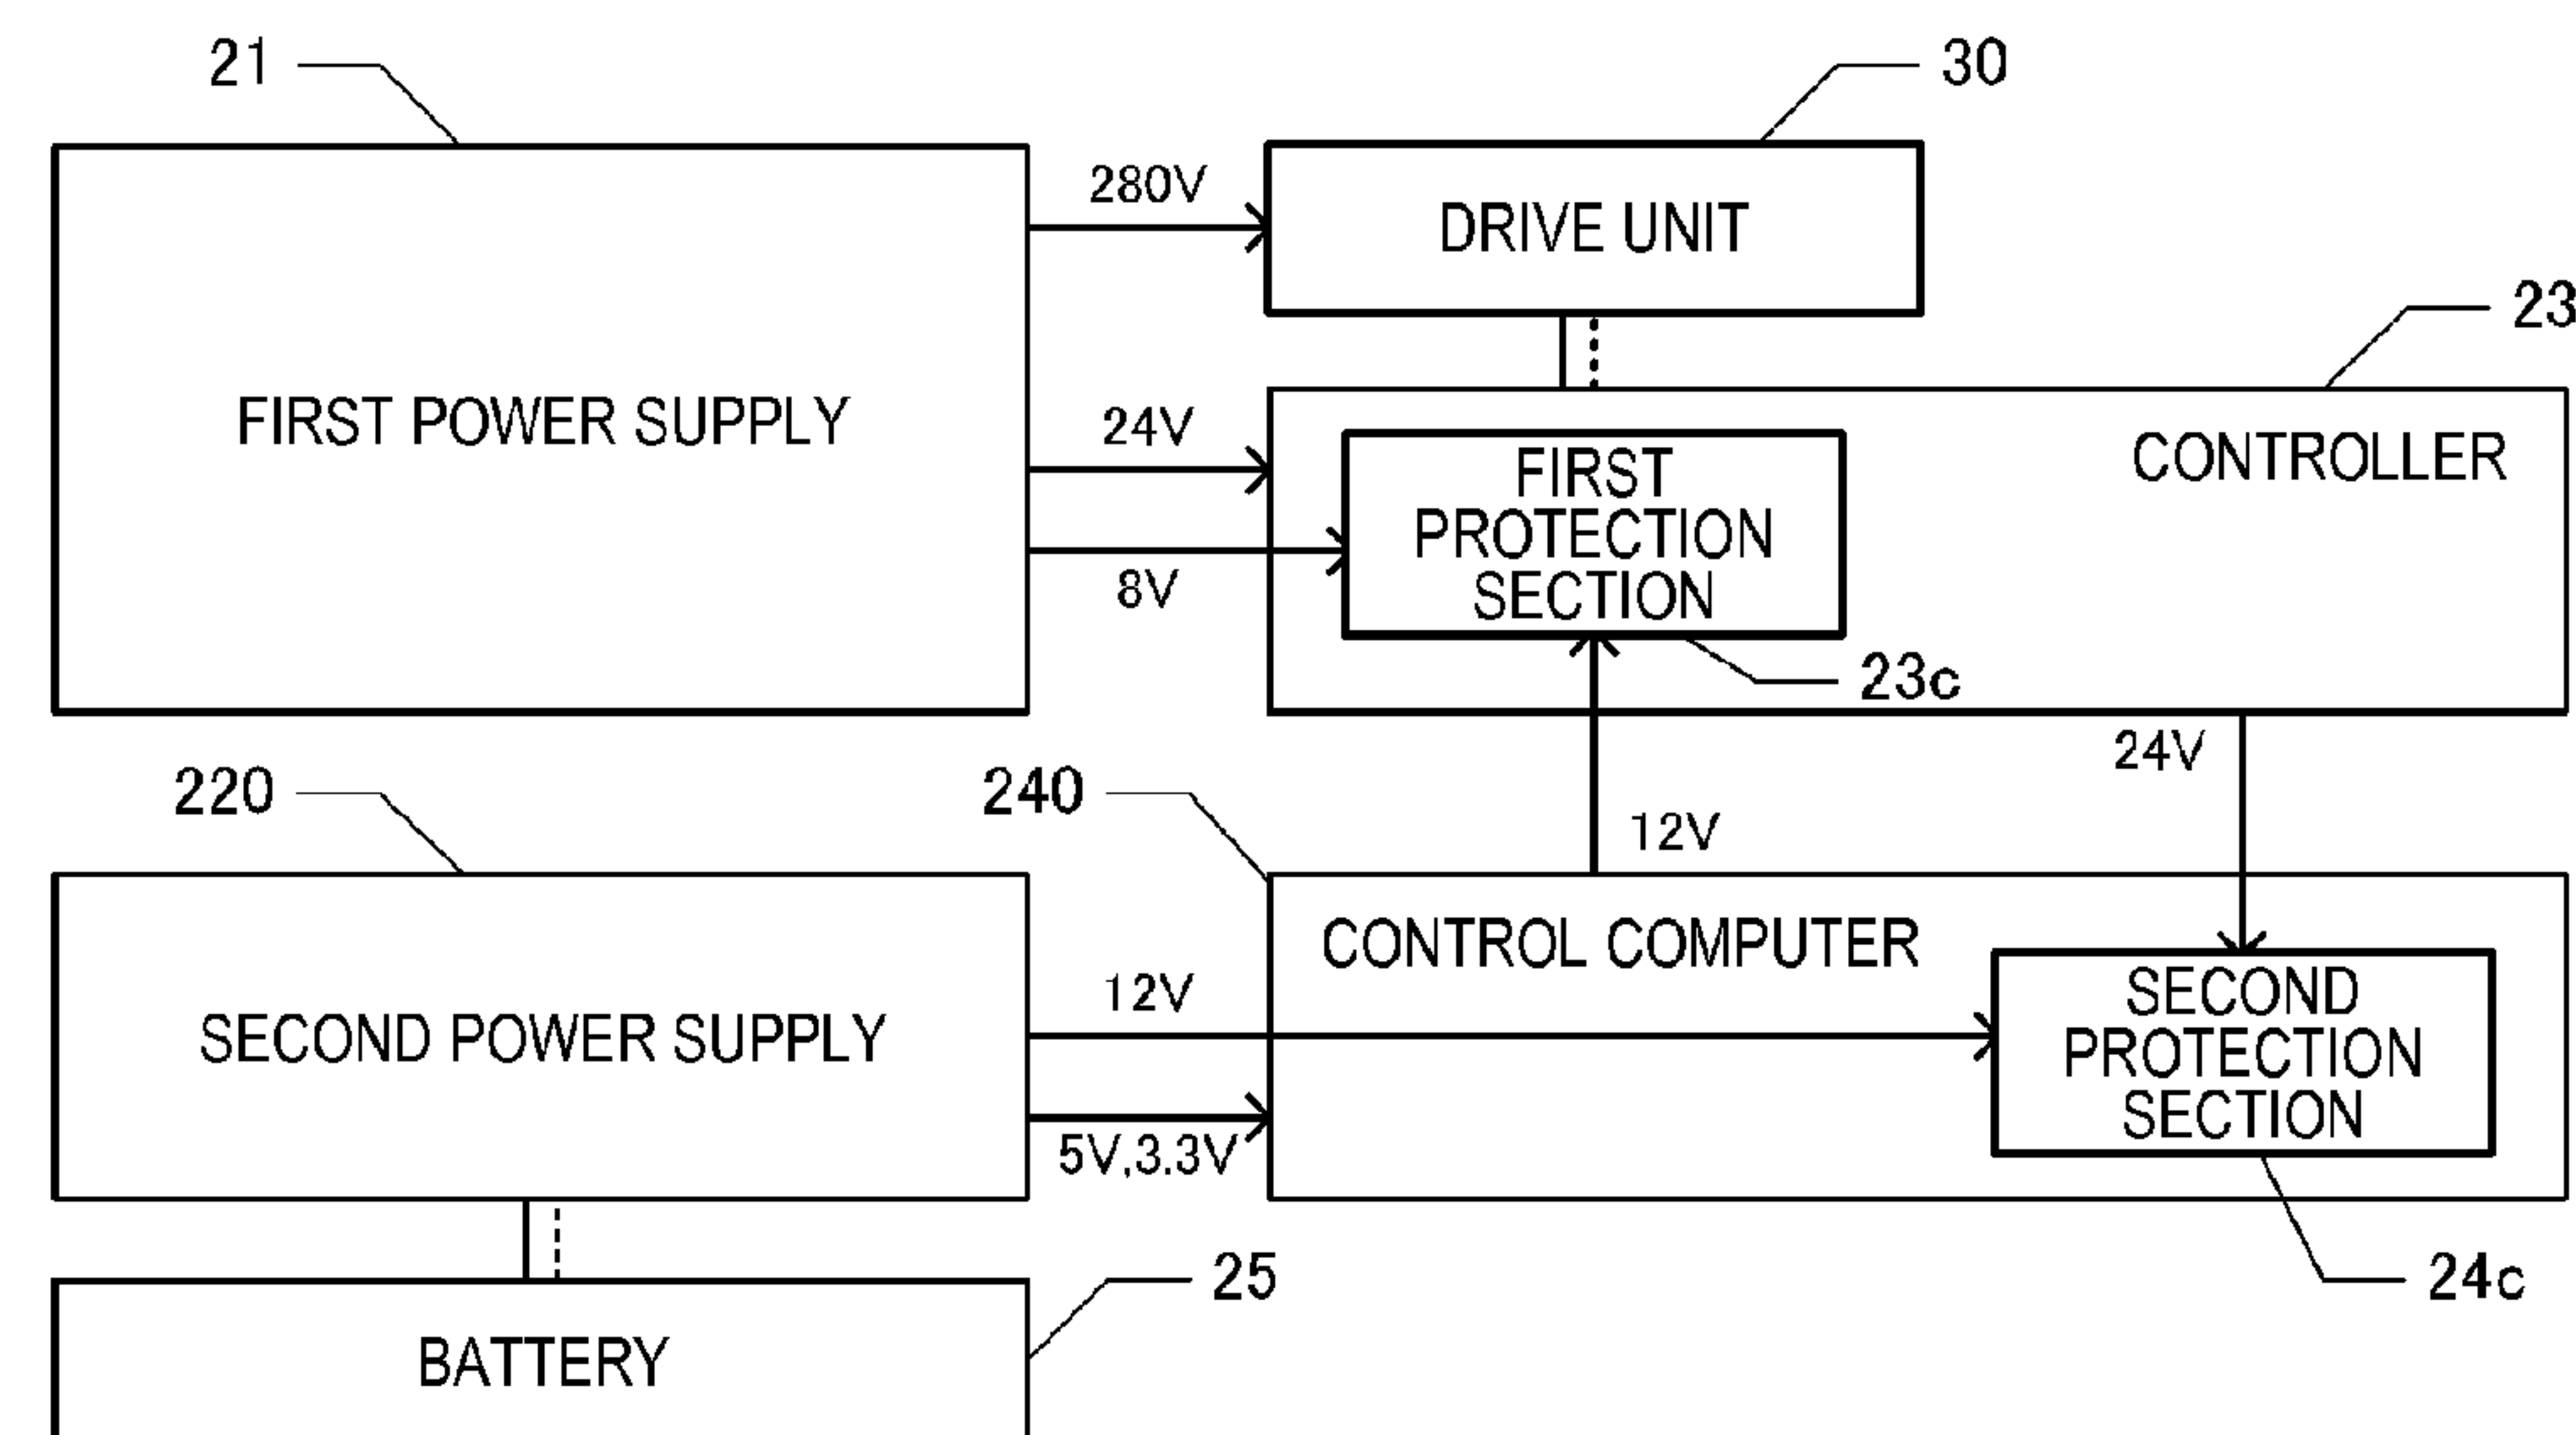 21
30
280V
DRIVE UNIT
23
FIRST POWER SUPPLY
24V
CONTROLLER
FIRST
PROTECTION
SECTION
8V
23c
24V
220
240
12V
CONTROL COMPUTER
12V
SECOND POWER SUPPLY
SECOND
PROTECTION
SECTION
5V,3.3V
25
24c
BATTERY